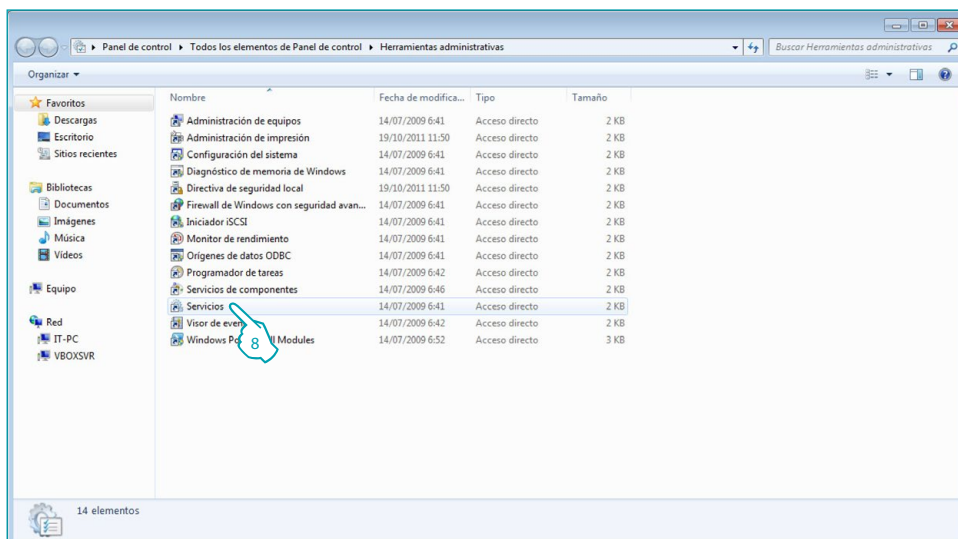 Panel de control Todos los elementos de Panel de control Herramientas administrativas Buscar Herramientas administrativas
Organizar
Nombre Fecha de modifica... Tipo Tamaño
Favoritos
Descargas
Escritorio
Sitios recientes
Bibliotecas
Documentos
Imágenes
Música
Vídeos
Equipo
Red
IT-PC
VBOXSVR
Administración de equipos 14/07/2009 6:41 Acceso directo 2 KB
Administración de impresión 19/10/2011 11:50 Acceso directo 2 KB
Configuración del sistema 14/07/2009 6:41 Acceso directo 2 KB
Diagnóstico de memoria de Windows 14/07/2009 6:41 Acceso directo 2 KB
Directiva de seguridad local 19/10/2011 11:50 Acceso directo 2 KB
Firewall de Windows con seguridad avan... 14/07/2009 6:41 Acceso directo 2 KB
Iniciador iSCSI 14/07/2009 6:41 Acceso directo 2 KB
Monitor de rendimiento 14/07/2009 6:41 Acceso directo 2 KB
Orígenes de datos ODBC 14/07/2009 6:41 Acceso directo 2 KB
Programador de tareas 14/07/2009 6:42 Acceso directo 2 KB
Servicios de componentes 14/07/2009 6:46 Acceso directo 2 KB
Servicios 14/07/2009 6:41 Acceso directo 2 KB
Visor de 14/07/2009 6:42 Acceso directo 2 KB
Windows Modules 14/07/2009 6:52 Acceso directo 3 KB
8
14 elementos